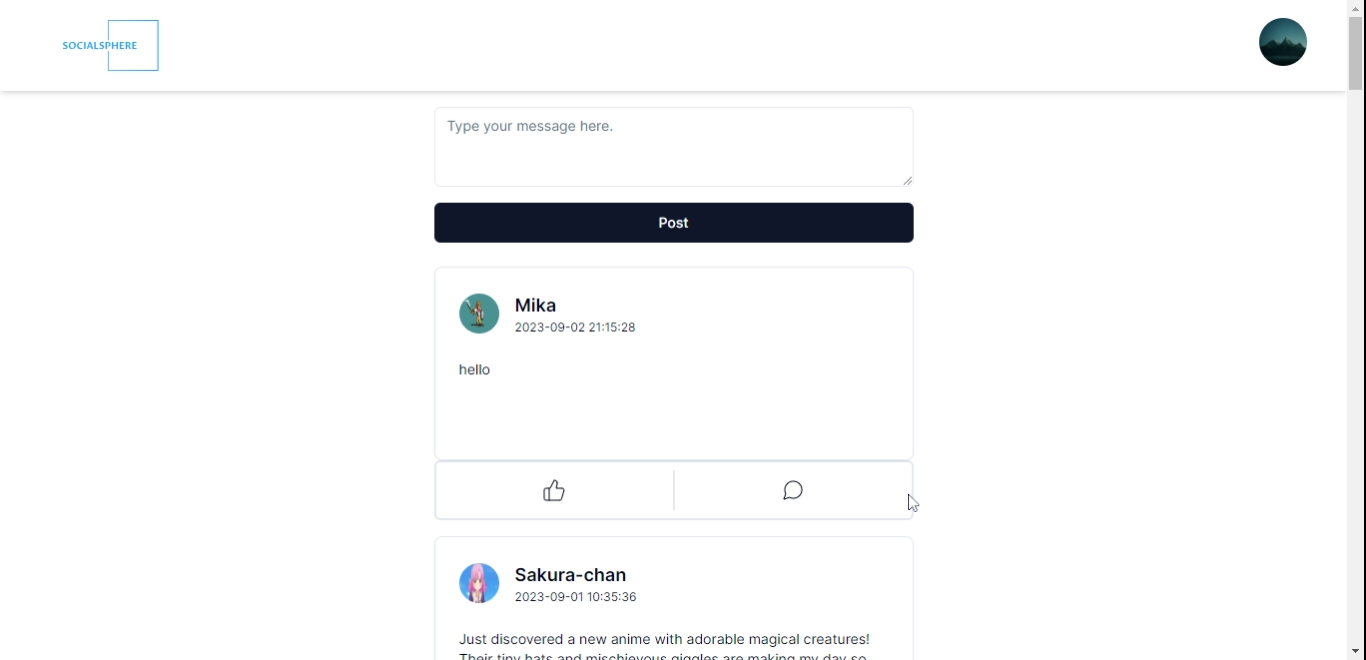 SOCIALSPHERE
Type your message here.
Post
Mika
2023-09-02 21:15:28
hello
Sakura-chan
2023-09-01 10:35:36
Just discovered a new anime with adorable magical creatures!
Their tiny hats and mischievous giggles are making my day so